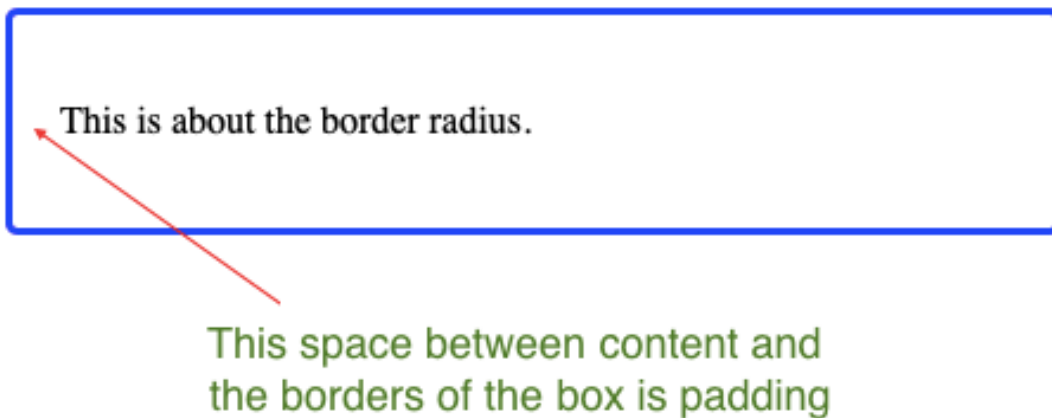 This is about the border radius.
This space between content and
the borders of the box is padding